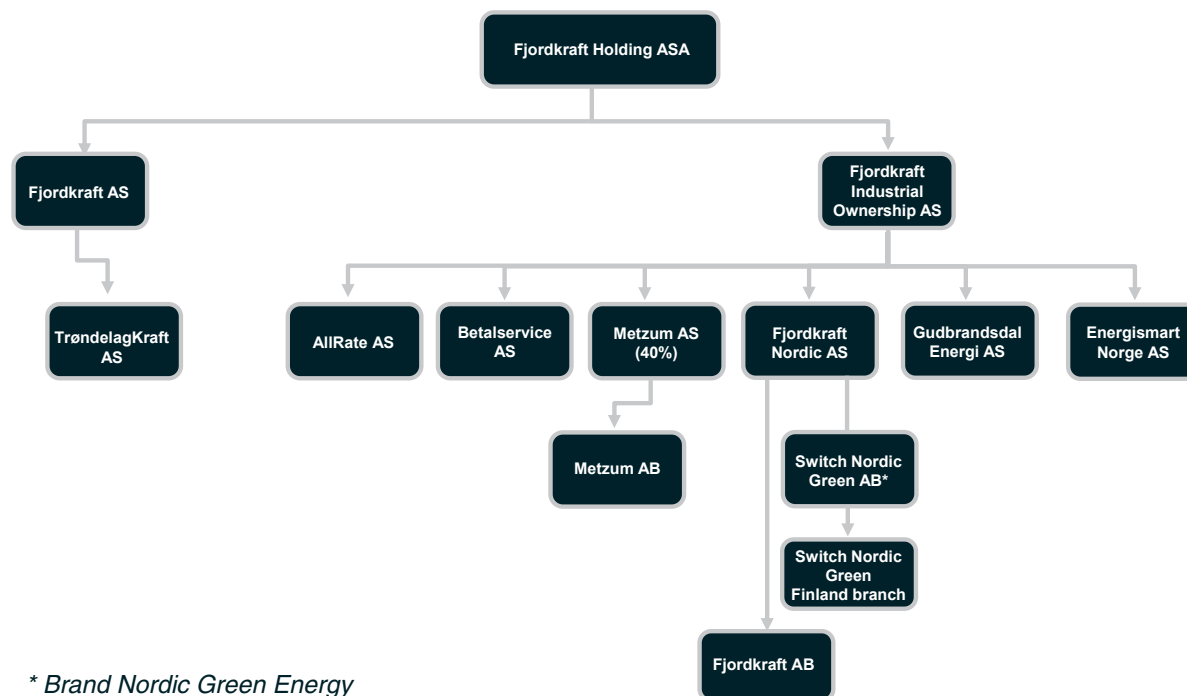 Fjordkraft Holding ASA
Fjordkraft AS
Fjordkraft
Industrial
Ownership AS
TrøndelagKraft
AS
AllRate AS
Betalservice
AS
Metzum AS
(40%)
Fjordkraft
Nordic AS
Gudbrandsdal
Energi AS
Energismart
Norge AS
Metzum AB
Switch Nordic
Green AB*
Switch Nordic
Green
Finland branch
Fjordkraft AB
* Brand Nordic Green Energy